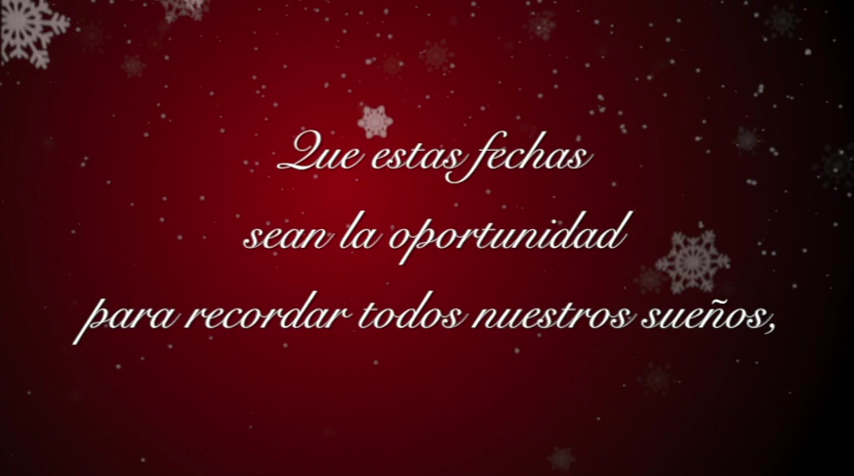 Que estas fechas
sean la oportunidad
para recordar todos nuestros sueños,